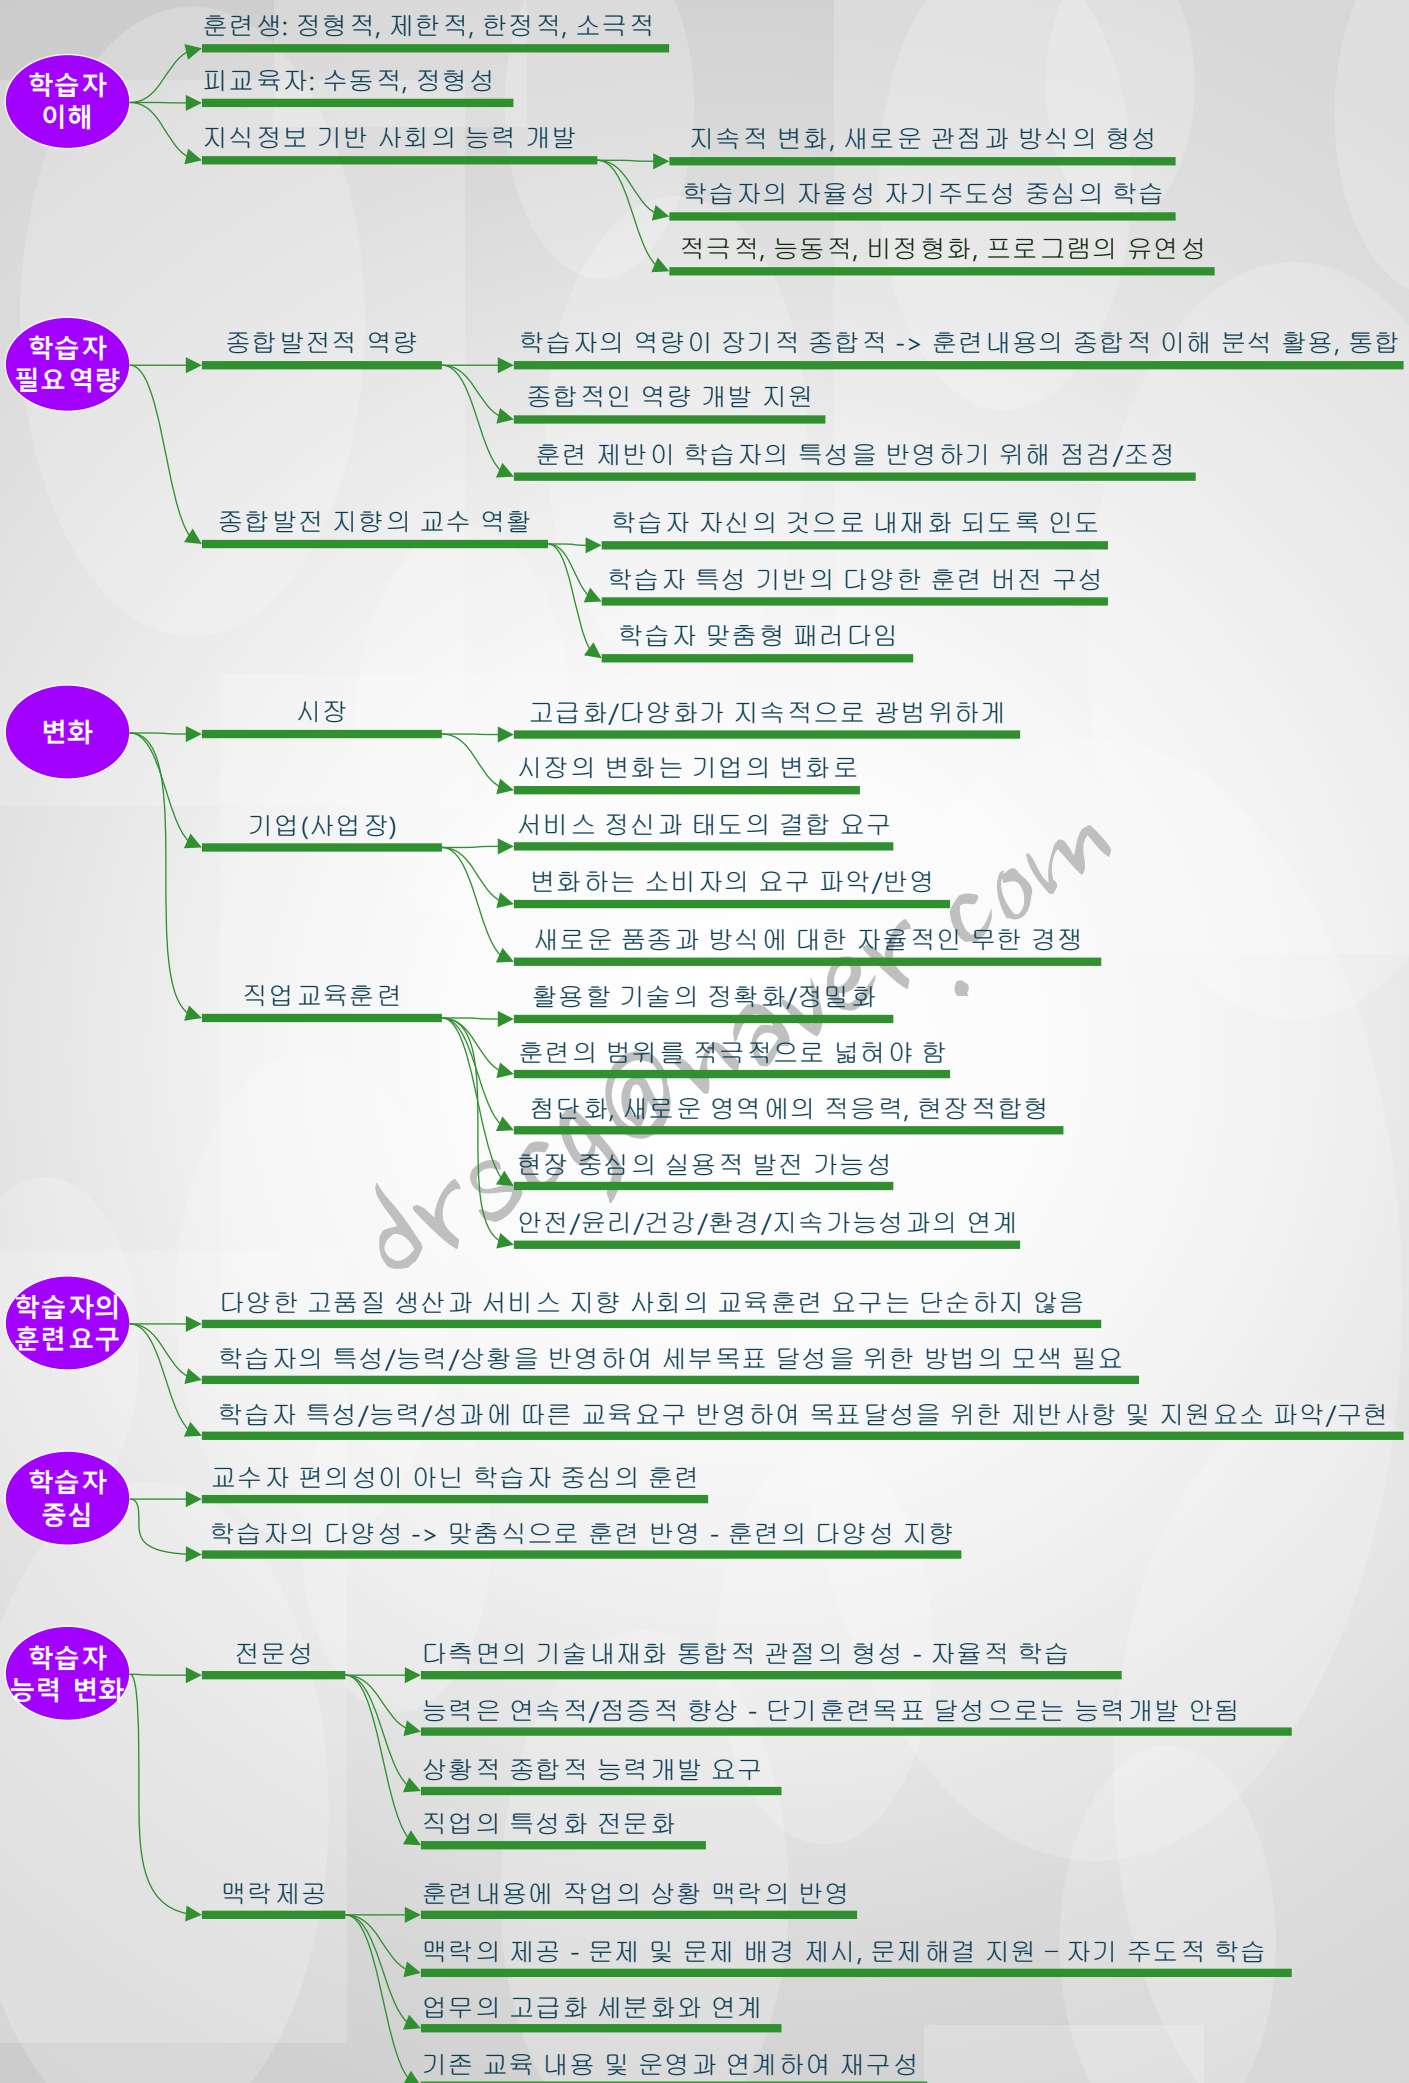 학습자
이해
훈련생: 정형적, 제한적, 한정적, 소극적
피교육자: 수동적, 정형성
지식정보 기반 사회의 능력 개발
지속적 변화, 새로운 관점과 방식의 형성
학습자의 자율성 자기주도성 중심의 학습
적극적, 능동적, 비정형화, 프로그램의 유연성
학습자
필요역량
종합발전적 역량
학습자의 역량이 장기적 종합적 -> 훈련내용의 종합적 이해 분석 활용, 통합
종합적인 역량 개발 지원
훈련 제반이 학습자의 특성을 반영하기 위해 점검/조정
종합발전 지향의 교수 역활
학습자 자신의 것으로 내재화 되도록 인도
학습자 특성 기반의 다양한 훈련 버전 구성
학습자 맞춤형 패러다임
변화
시장
고급화/다양화가 지속적으로 광범위하게
시장의 변화는 기업의 변화로
기업(사업장)
서비스 정신과 태도의 결합 요구
변화하는 소비자의 요구 파악/반영
새로운 품종과 방식에 대한 자율적인 무한 경쟁
직업교육훈련
활용할 기술의 정확화/정밀화
훈련의 범위를 적극적으로 넓혀야 함
첨단화, 새로운 영역에의 적응력, 현장적합형
현장 중심의 실용적 발전 가능성
안전/윤리/건강/환경/지속가능성과의 연계
drscg@naver.com
학습자의
훈련요구
다양한 고품질 생산과 서비스 지향 사회의 교육훈련 요구는 단순하지 않음
학습자의 특성/능력/상황을 반영하여 세부목표 달성을 위한 방법의 모색 필요
학습자 특성/능력/성과에 따른 교육요구 반영하여 목표달성을 위한 제반사항 및 지원요소 파악/구현
학습자
중심
교수자 편의성이 아닌 학습자 중심의 훈련
학습자의 다양성 -> 맞춤식으로 훈련 반영 - 훈련의 다양성 지향
학습자
능력 변화
전문성
다측면의 기술내재화 통합적 관절의 형성 - 자율적 학습
능력은 연속적/점증적 향상 - 단기훈련목표 달성으로는 능력개발 안됨
상황적 종합적 능력개발 요구
직업의 특성화 전문화
맥락제공
훈련내용에 작업의 상황 맥락의 반영
맥락의 제공 - 문제 및 문제 배경 제시, 문제해결 지원 – 자기 주도적 학습
업무의 고급화 세분화와 연계
기존 교육 내용 및 운영과 연계하여 재구성